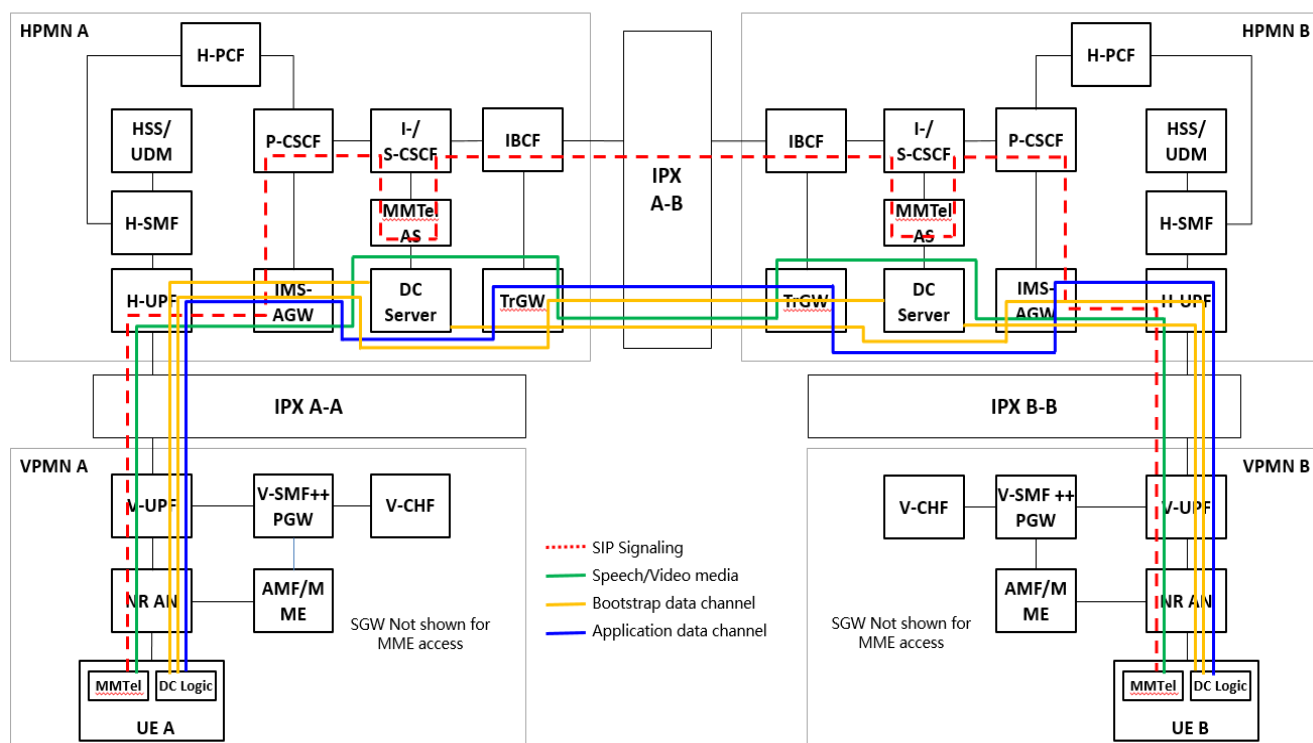 HPMN A
H-PCF
HSS/
UDM
P-CSCF
I-/
S-CSCF
IBCF
H-SMF
MMTel
AS
H-UPF
IMS-
AGW
DC
Server
TrGW
IPX
A-B
HPMN B
H-PCF
IBCF
I-/
S-CSCF
P-CSCF
HSS/
UDM
MMTel
AS
H-SMF
TrGW
DC
Server
IMS-
AGW
H-UPF
IPX A-A
IPX B-B
VPMN A
V-UPF
V-SMF++
PGW
V-CHF
NR AN
AMF/M
ME
SGW Not shown for
MME access
MMTel
DC Logic
UE A
SIP Signaling
Speech/Video media
Bootstrap data channel
Application data channel
VPMN B
V-CHF
V-SMF ++
PGW
V-UPF
AMF/M
ME
NR AN
SGW Not shown for
MME access
MMTel
DC Logic
UE B